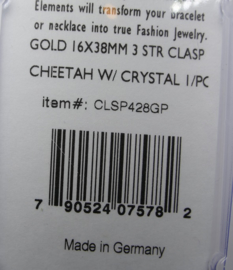 Elements will transform your bracelet
or necklace into true Fashion Jewelry.
GOLD 16X38MM 3 STR CLASP
CHEETAH W/ CRYSTAL 1/PC
item#: CLSP428GP
7 90524 07578 2
Made in Germany